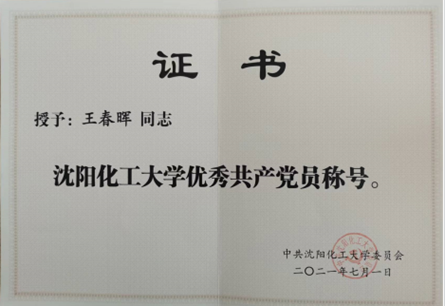 证 书
授予：王春晖 同志
沈阳化工大学优秀共产党员称号。
中共沈阳化工大学委员会
二〇二一年七月一日